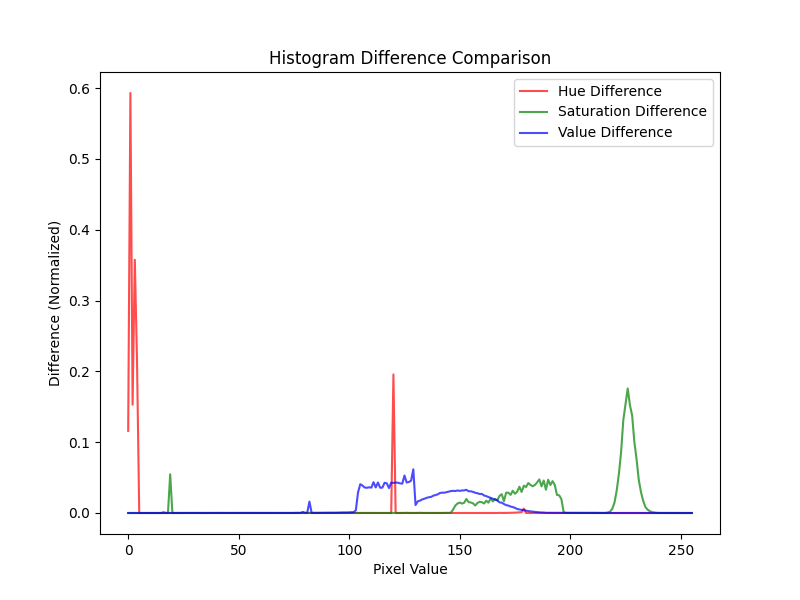 Histogram Difference Comparison
Hue Difference
Saturation Difference
Value Difference
Difference (Normalized)
0.6
0.5
0.4
0.3
0.2
0.1
0.0
0 50 100 150 200 250
Pixel Value